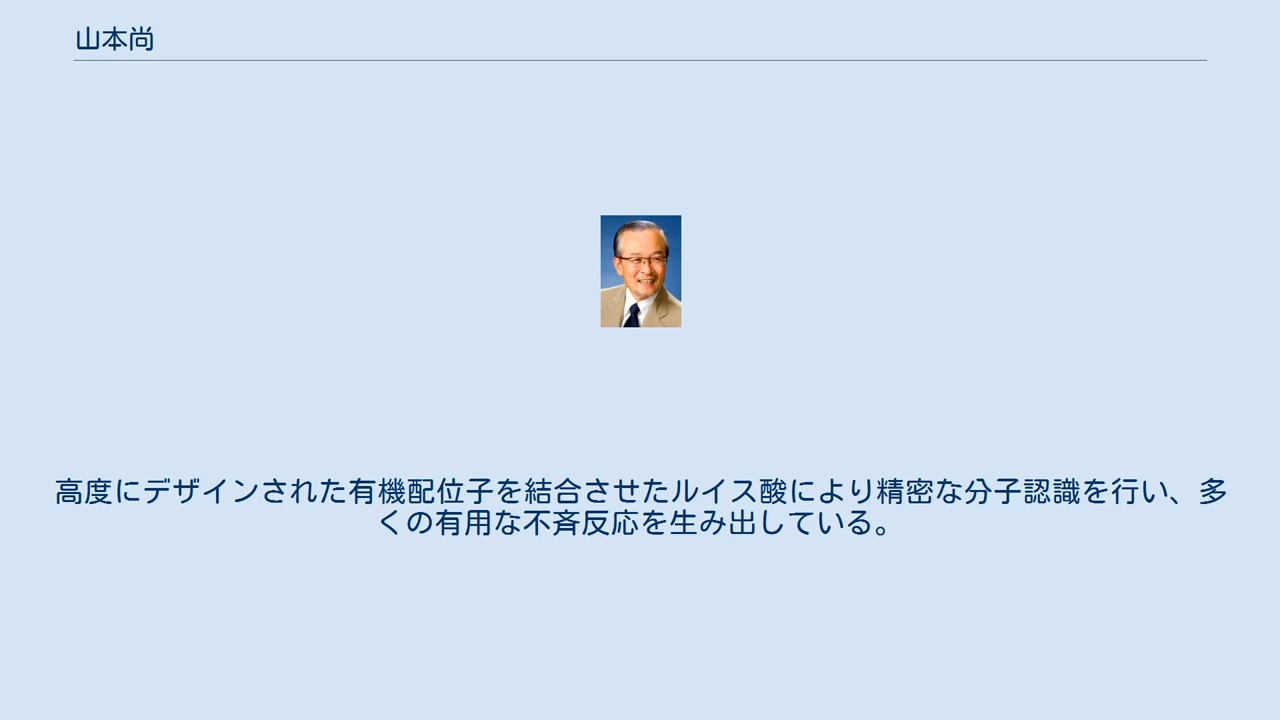 山本尚
高度にデザインされた有機配位子を結合させたルイス酸により精密な分子認識を行い、多
くの有用な不斉反応を生み出している。